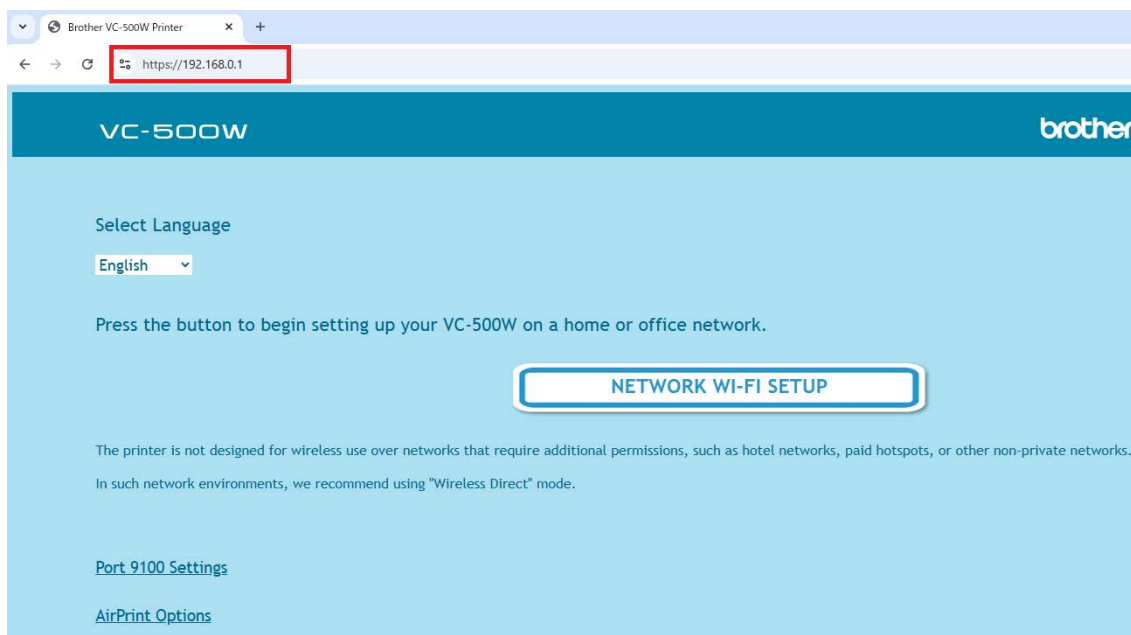 Brother VC-500W Printer
https://192.168.0.1
VC-500W
brother
Select Language
English
Press the button to begin setting up your VC-500W on a home or office network.
NETWORK WI-FI SETUP
The printer is not designed for wireless use over networks that require additional permissions, such as hotel networks, paid hotspots, or other non-private networks.
In such network environments, we recommend using "Wireless Direct" mode.
Port 9100 Settings
AirPrint Options